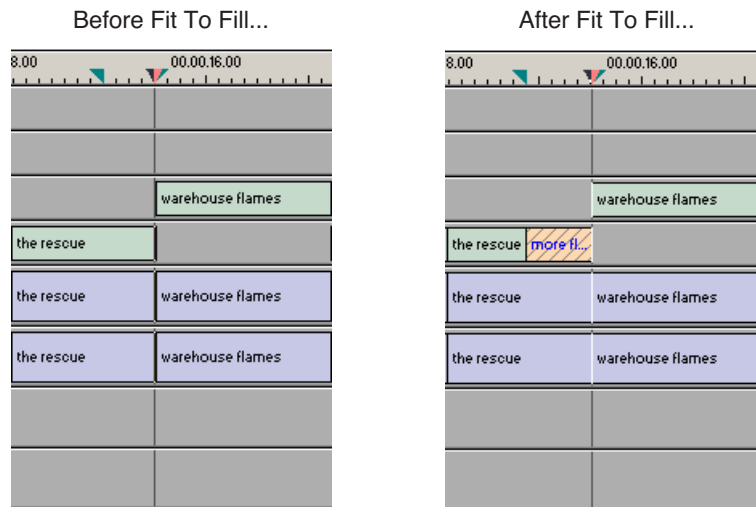 Before Fit To Fill...
8.00 00.00.16.00
warehouse flames
the rescue
the rescue warehouse flames
the rescue warehouse flames
After Fit To Fill...
8.00 00.00.16.00
warehouse flames
the rescue more fl...
the rescue warehouse flames
the rescue warehouse flames